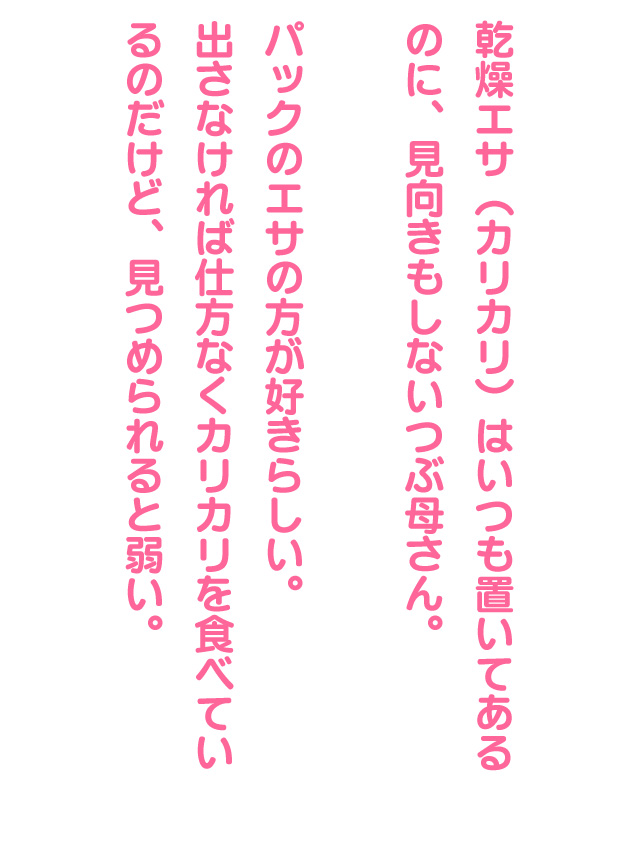 乾燥エサ（カリカリ）はいつも置いてある
のに、見向きもしないつぶ母さん。
パックのエサの方が好きらしい。
出さなければ仕方なくカリカリを食べてい
るのだけど、見つめられると弱い。